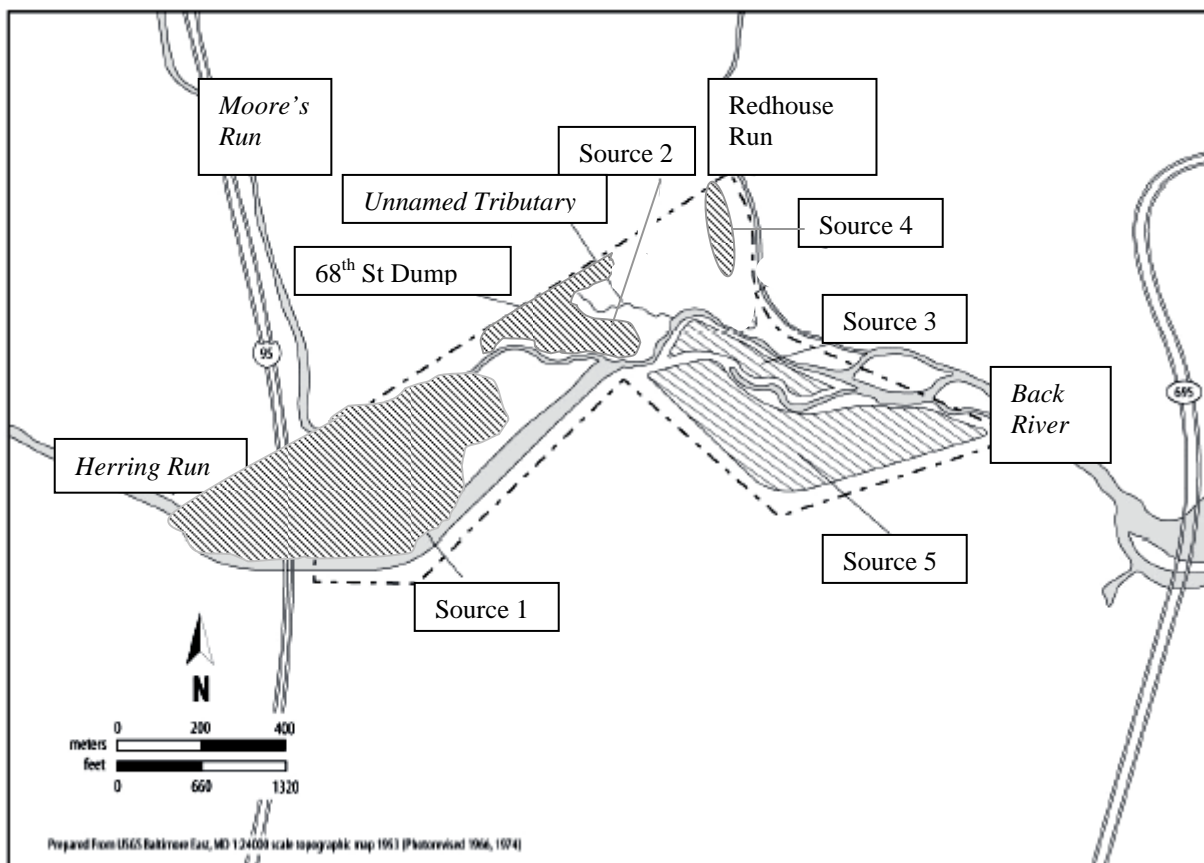 Moore's
Run
Redhouse
Run
Source 2
Unnamed Tributary
Source 4
68th St Dump
Source 3
95
695
Back
River
Herring Run
Source 5
Source 1
N
0 200 400
meters
feet
0 660 1320
Prepared From USGS Baltimore East, MD 1:24000 scale topographic map 1953 (Photorevised 1966, 1974)